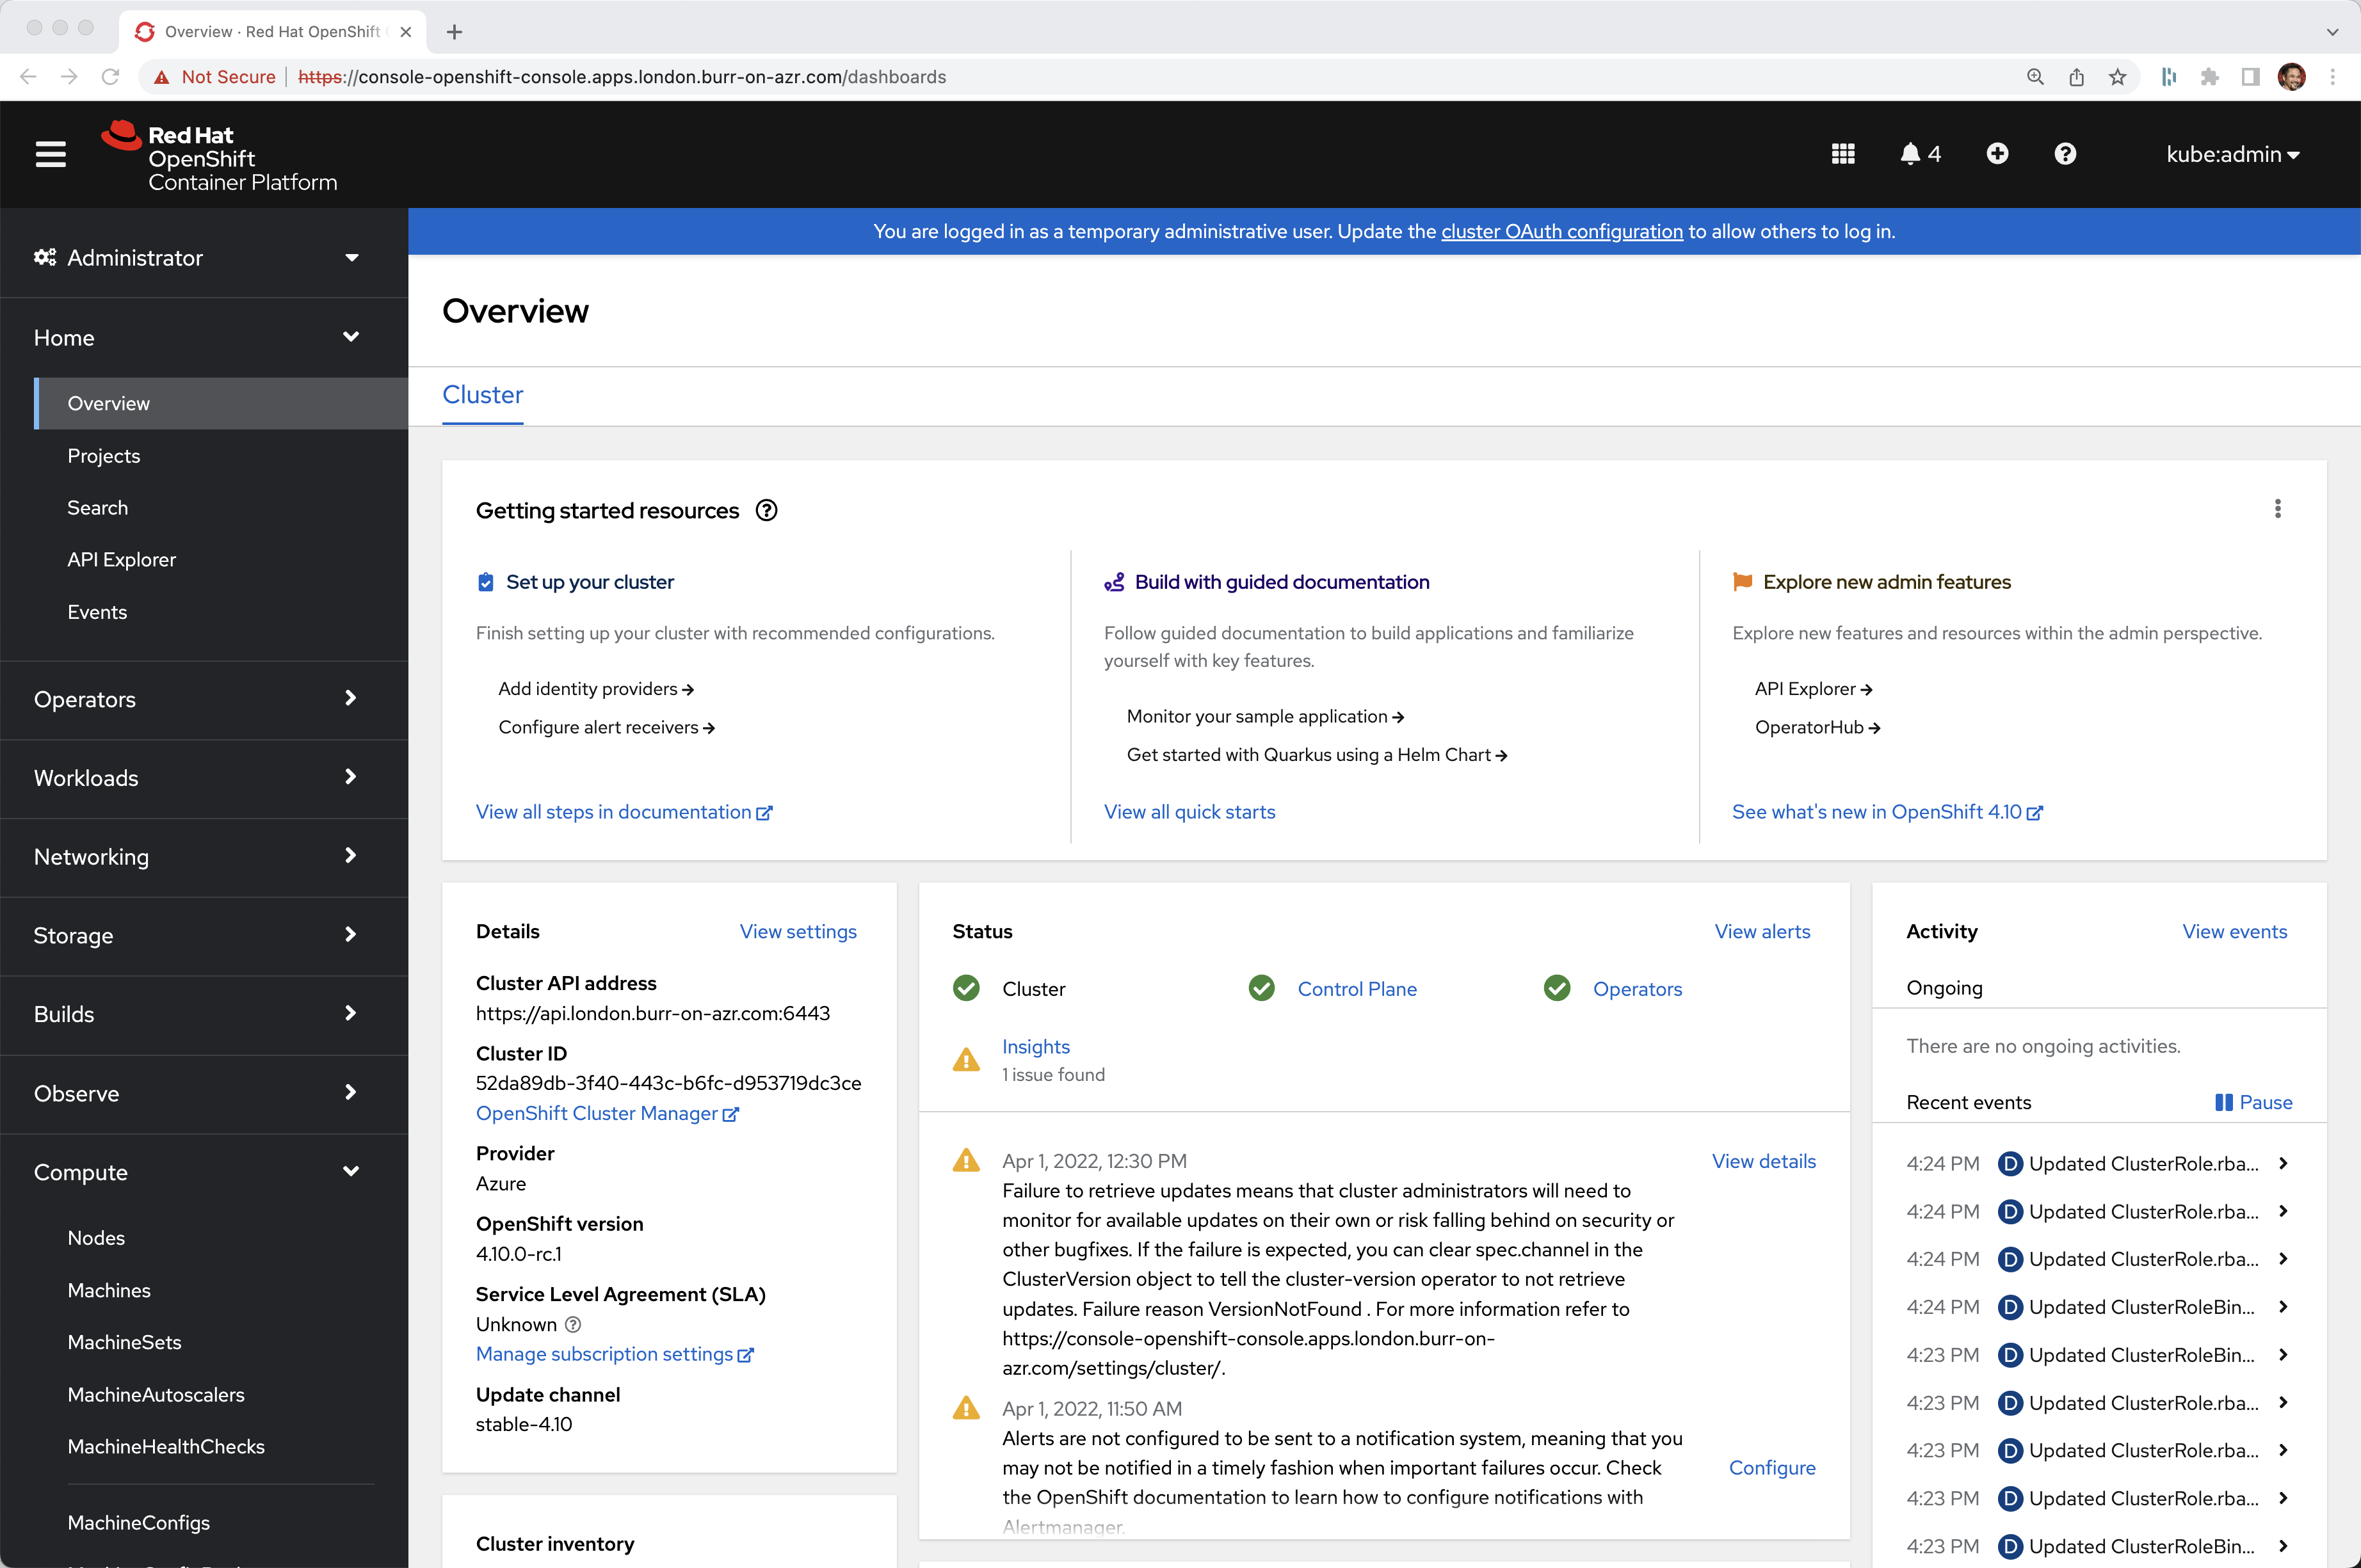 Overview · Red Hat OpenShift
Not Secure https://console-openshift-console.apps.london.burr-on-azr.com/dashboards
Red Hat
OpenShift
Container Platform
4
kube:admin
You are logged in as a temporary administrative user. Update the cluster OAuth configuration to allow others to log in.
Administrator
Home
Overview
Projects
Search
API Explorer
Events
Operators
Workloads
Networking
Storage
Builds
Observe
Compute
Nodes
Machines
MachineSets
MachineAutoscalers
MachineHealthChecks
MachineConfigs
Overview
Cluster
Getting started resources
Set up your cluster
Finish setting up your cluster with recommended configurations.
Add identity providers
Configure alert receivers
View all steps in documentation
Build with guided documentation
Follow guided documentation to build applications and familiarize
yourself with key features.
Monitor your sample application
Get started with Quarkus using a Helm Chart
View all quick starts
Explore new admin features
Explore new features and resources within the admin perspective.
API Explorer
OperatorHub
See what's new in OpenShift 4.10
Details
View settings
Cluster API address
https://api.london.burr-on-azr.com:6443
Cluster ID
52da89db-3f40-443c-b6fc-d953719dc3ce
OpenShift Cluster Manager
Provider
Azure
OpenShift version
4.10.0-rc.1
Service Level Agreement (SLA)
Unknown
Manage subscription settings
Update channel
stable-4.10
Cluster inventory
Status
View alerts
Cluster
Control Plane
Operators
Insights
1 issue found
Apr 1, 2022, 12:30 PM
View details
Failure to retrieve updates means that cluster administrators will need to
monitor for available updates on their own or risk falling behind on security or
other bugfixes. If the failure is expected, you can clear spec.channel in the
ClusterVersion object to tell the cluster-version operator to not retrieve
updates. Failure reason VersionNotFound . For more information refer to
https://console-openshift-console.apps.london.burr-on-
azr.com/settings/cluster/.
Apr 1, 2022, 11:50 AM
Alerts are not configured to be sent to a notification system, meaning that you
may not be notified in a timely fashion when important failures occur. Check
the OpenShift documentation to learn how to configure notifications with
Alertmanager.
Configure
Activity
View events
Ongoing
There are no ongoing activities.
Recent events
Pause
4:24 PM D Updated ClusterRole.rba...
4:24 PM D Updated ClusterRole.rba...
4:24 PM D Updated ClusterRole.rba...
4:24 PM D Updated ClusterRoleBin...
4:23 PM D Updated ClusterRoleBin...
4:23 PM D Updated ClusterRole.rba...
4:23 PM D Updated ClusterRole.rba...
4:23 PM D Updated ClusterRole.rba...
4:23 PM D Updated ClusterRoleBin...